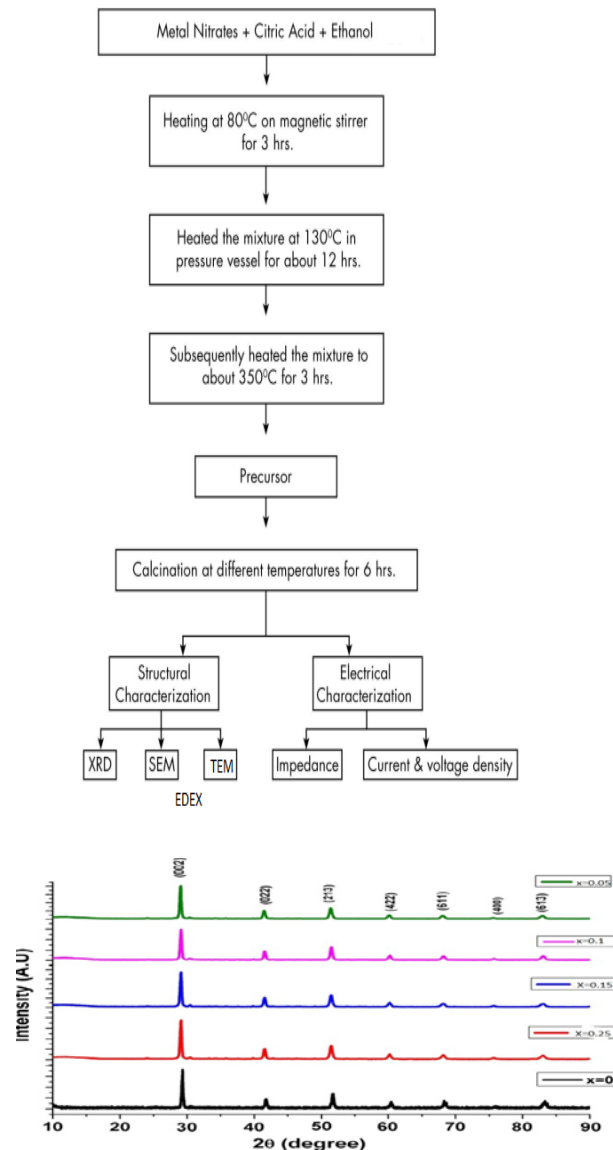 Metal Nitrates + Citric Acid + Ethanol
Heating at 80⁰C on magnetic stirrer
for 3 hrs.
Heated the mixture at 130⁰C in
pressure vessel for about 12 hrs.
Subsequently heated the mixture to
about 350⁰C for 3 hrs.
Precursor
Calcination at different temperatures for 6 hrs.
Structural
Characterization
Electrical
Characterization
XRD
SEM
TEM
Impedance
Current & voltage density
EDEX
(002)
(022)
(213)
(422)
(611)
(400)
(613)
x=0.05
x=0.1
X=0.15
x=0.25
x=0
Intensity (A.U)
10 20 30 40 50 60 70 80 90
2θ (degree)